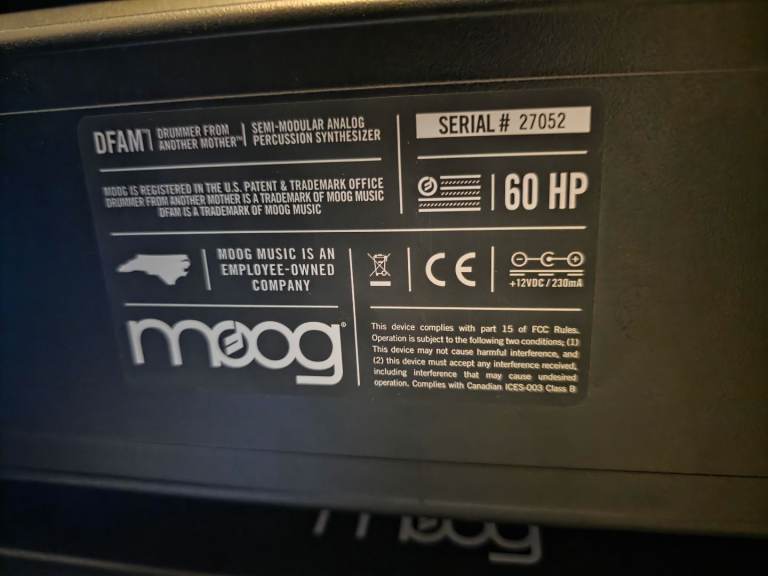 DFAM
DRUMMER FROM
ANOTHER MOTHER™
SEMI-MODULAR ANALOG
PERCUSSION SYNTHESIZER
SERIAL # 27052
MOOG IS REGISTERED IN THE U.S. PATENT & TRADEMARK OFFICE
DRUMMER FROM ANOTHER MOTHER IS A TRADEMARK OF MOOG MUSIC
DFAM IS A TRADEMARK OF MOOG MUSIC
60 HP
MOOG MUSIC IS AN
EMPLOYEE-OWNED
COMPANY
CE
+12VDC / 230mA
moog®
This device complies with part 15 of FCC Rules.
Operation is subject to the following two conditions; (1)
This device may not cause harmful interference, and
(2) this device must accept any interference received,
including interference that may cause undesired
operation. Complies with Canadian ICES-003 Class B
moog